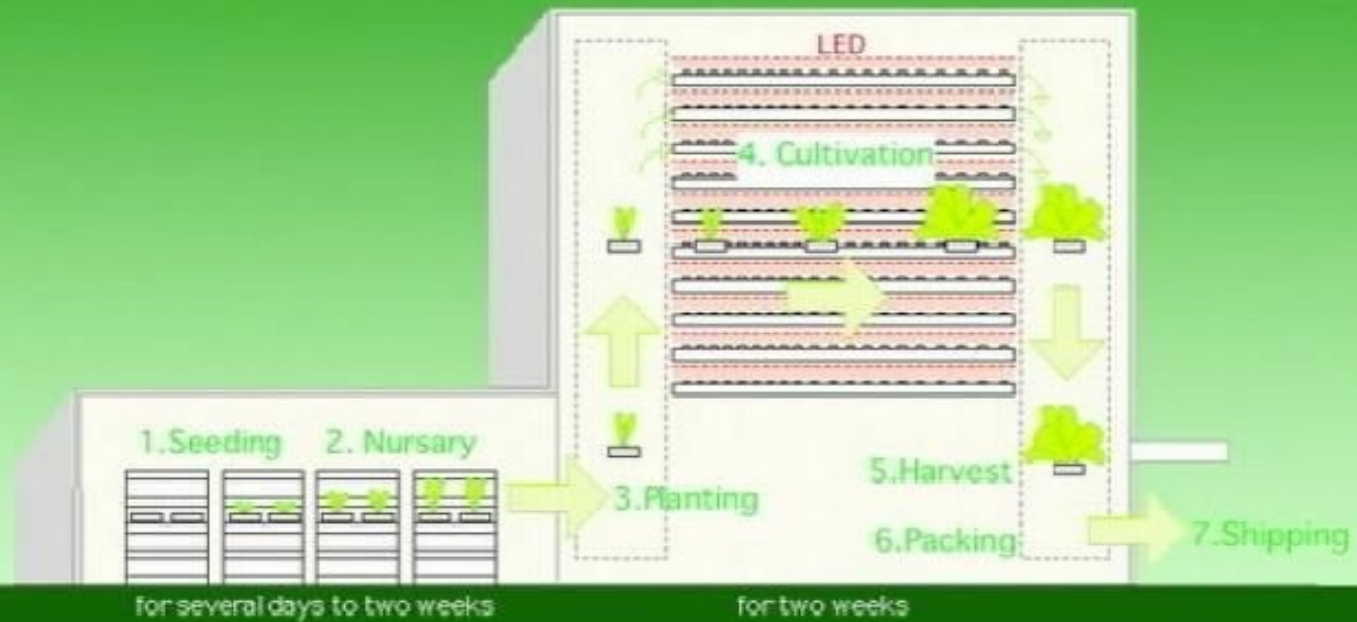 LED
4. Cultivation
1.Seeding
2. Nursary
3.Planting
5.Harvest
6.Packing
7.Shipping
for several days to two weeks
for two weeks